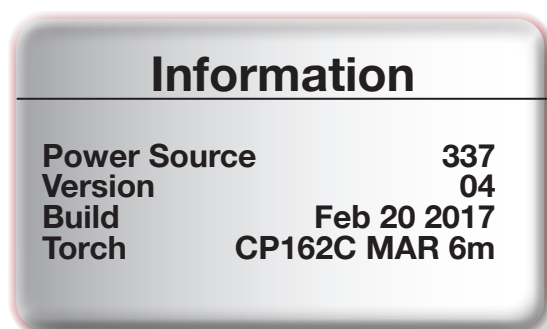 Information
Power Source 337
Version 04
Build Feb 20 2017
Torch CP162C MAR 6m